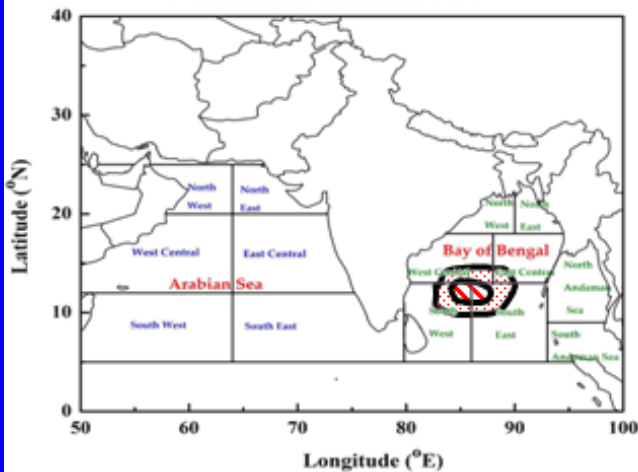 40
30
20
10
0
Latitude (°N)
North
West
North
East
West Central
East Central
Arabian Sea
South West
South East
North
West
North
East
Bay of Bengal
West Central
East Central
North
Andaman
Sea
South
West
South
East
South
Andaman Sea
50
60
70
80
90
100
Longitude (°E)